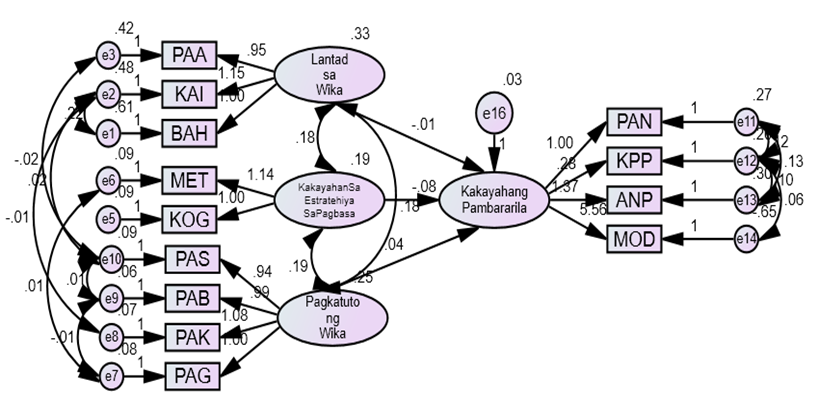 .42
.33
e3
1
PAA
.95
Lantad
sa
Wika
.48
.03
e2
1
KAI
1.15
1.00
.27
.61
e16
PAN
1
e11
.22
e1
1
BAH
-.01
1.00
.18
1
.28
KPP
1
e12
.13
-.02
.09
.19
.30
.02
e6
1
MET
1.14
KakayahanSa
Estratehiya
SaPagbasa
-.08
Kakayahang
Pambararila
1.37
ANP
1
e13
.06
.09
1.00
.18
5.56
-.65
-.01
e5
1
KOG
MOD
1
e14
.09
.04
e10
1
PAS
.94
.19
.25
.01
.06
.01
e9
1
PAB
.99
Pagkatuto
ng
Wika
.07
1.08
e8
1
PAK
1.00
-.01
.08
e7
1
PAG